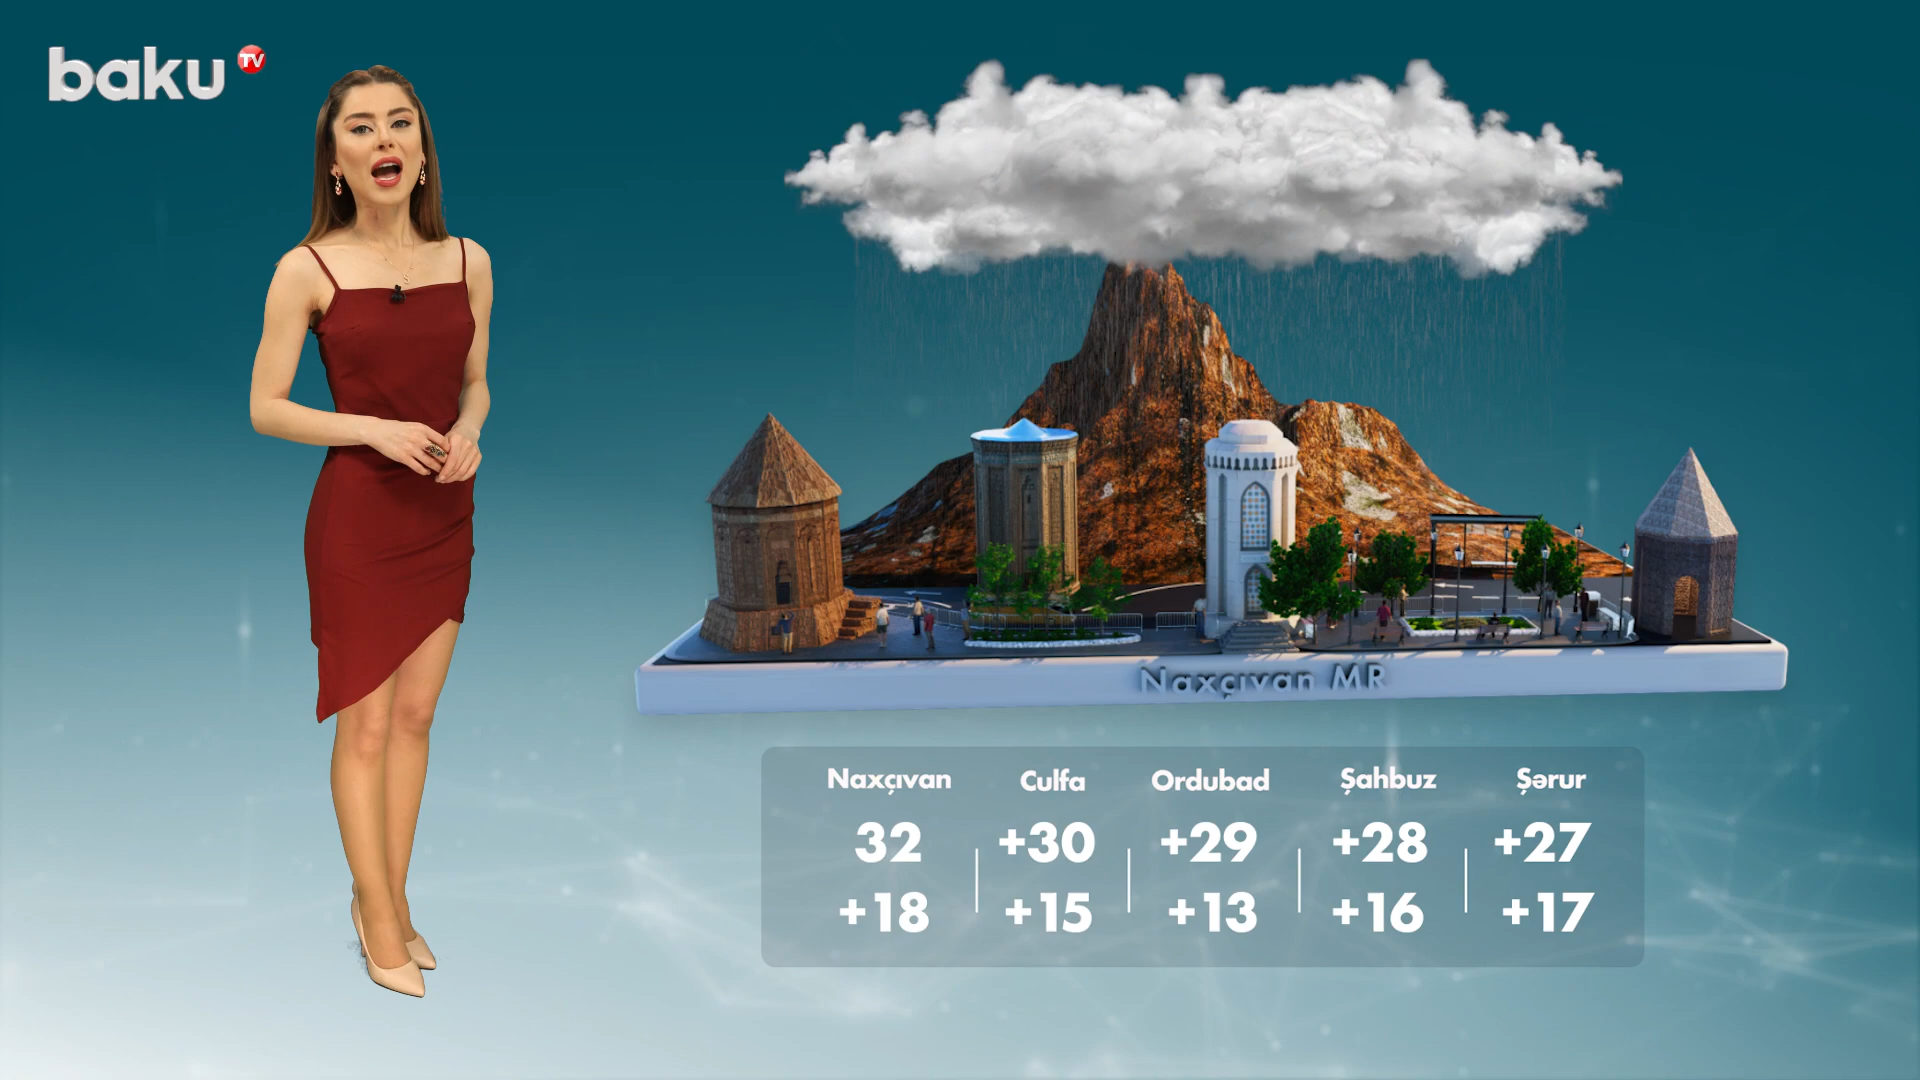 baku TV
Naxçıvan MR
Naxçıvan Culfa Ordubad Şahbuz Şərur
32 +30 +29 +28 +27
+18 +15 +13 +16 +17